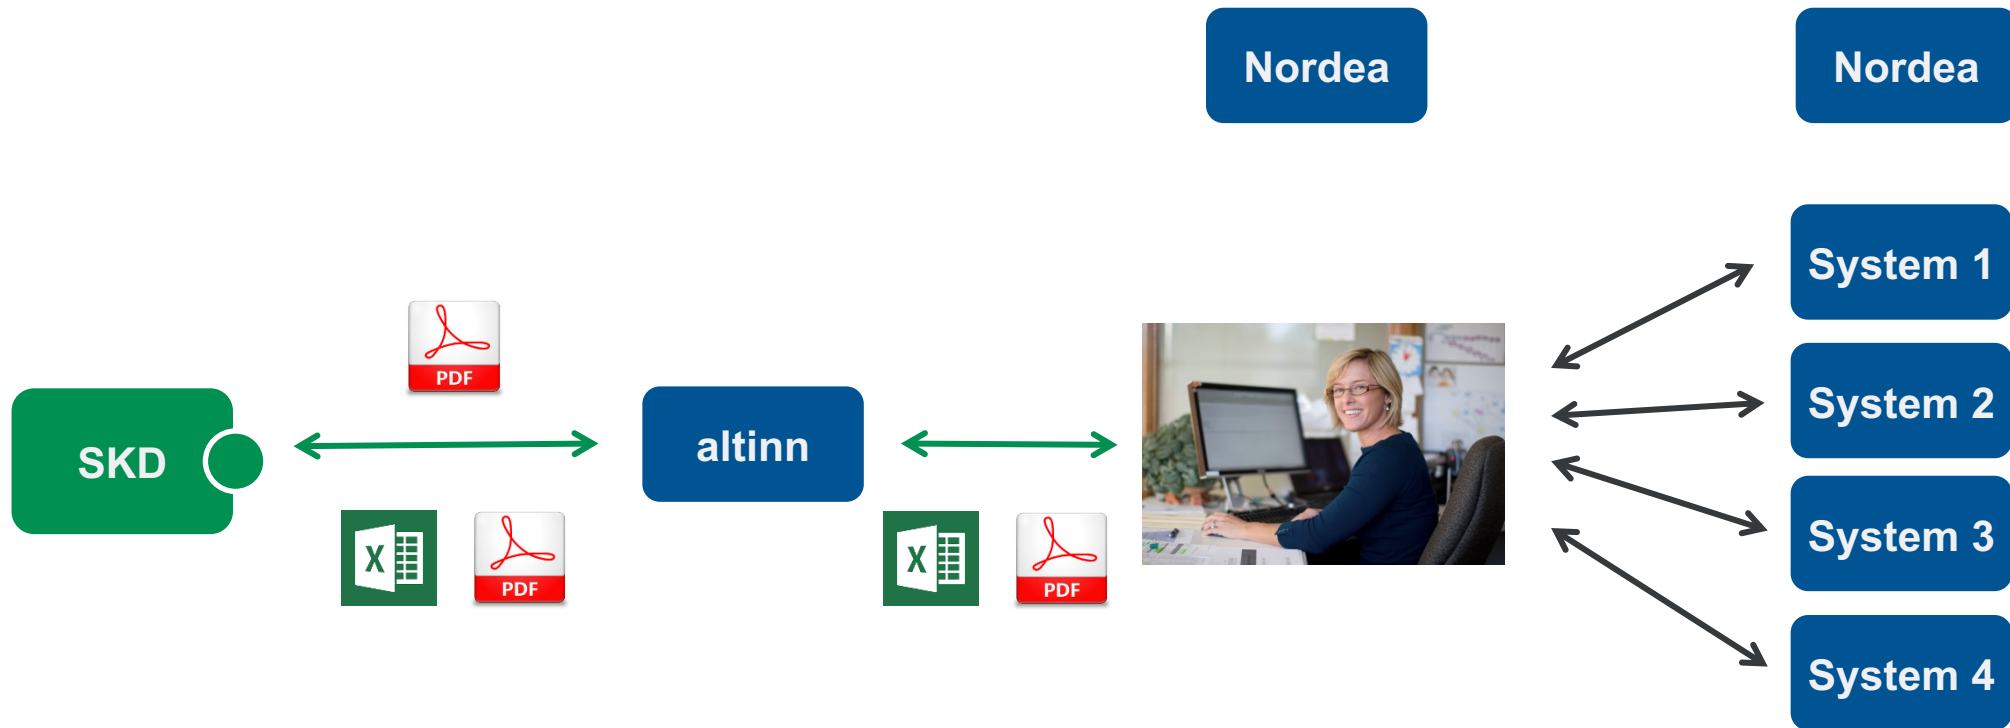 Nordea
Nordea
System 1
PDF
System 2
SKD
altinn
X
PDF
X
PDF
System 3
System 4